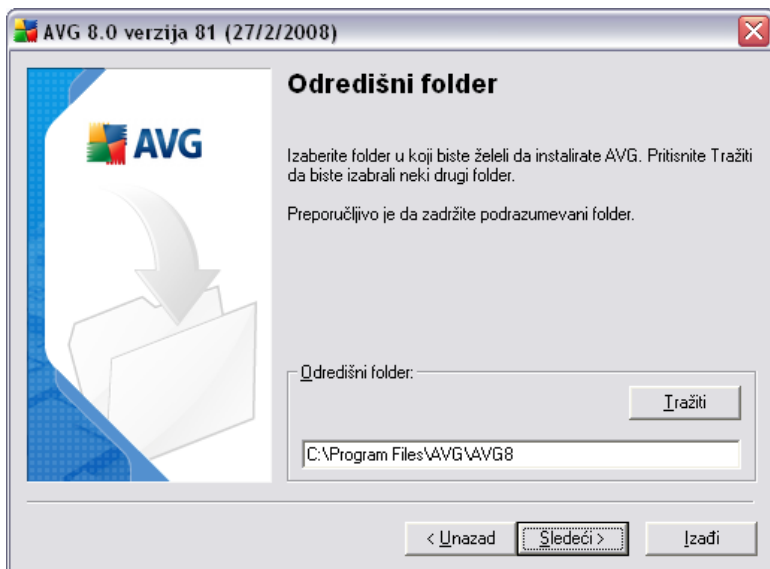 AVG 8.0 verzija 81 (27/2/2008)
Odredišni folder
AVG
Izaberite folder u koji biste želeli da instalirate AVG. Pritisnite Tražiti
da biste izabrali neki drugi folder.
Preporučljivo je da zadržite podrazumevani folder.
Odredišni folder:
Tražiti
C:\Program Files\AVG\AVG8
< Unazad
Sledeći >
Izađi